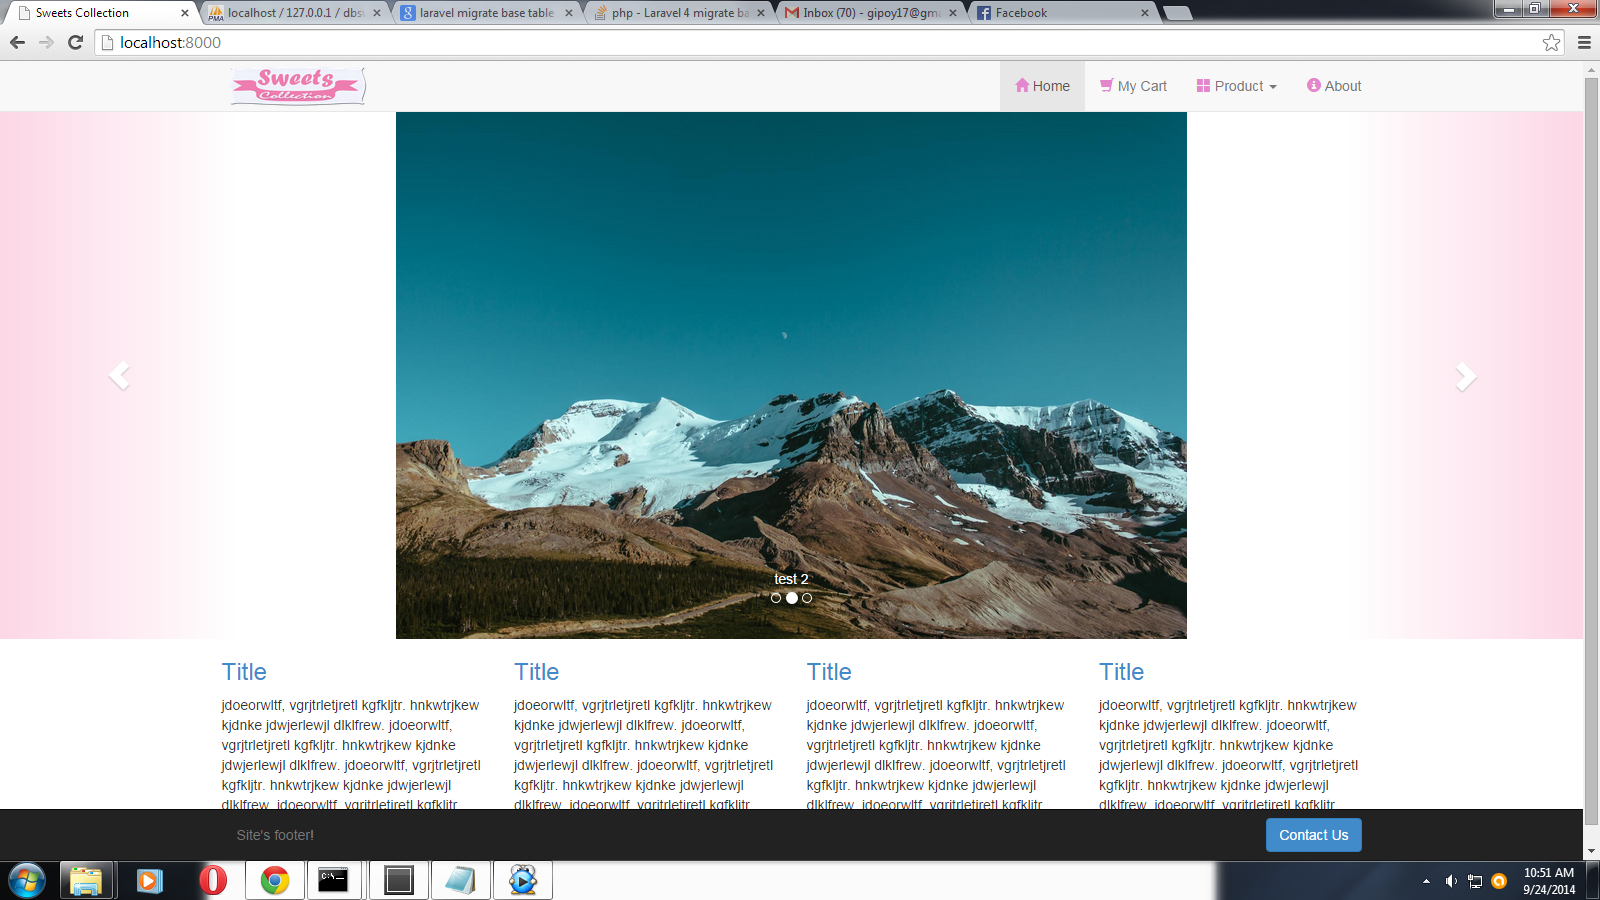 Sweets Collection
localhost / 127.0.0.1 / dbs
laravel migrate base table
php - Laravel 4 migrate ba
Inbox (70) - gipoy17@gm
Facebook
localhost:8000
Sweets
Collection
Home
My Cart
Product
About
test 2
Title
jdoeorwltf, vgrjtrletjretl kgfkljtr. hnkwtrjkew
kjdnke jdwjerlewjl dlklfrew. jdoeorwltf,
vgrjtrletjretl kgfkljtr. hnkwtrjkew kjdnke
jdwjerlewjl dlklfrew. jdoeorwltf, vgrjtrletjretl
kgfkljtr. hnkwtrjkew kjdnke jdwjerlewjl
dlklfrew. jdoeorwltf, vgrjtrletjretl kgfkljtr.
Title
jdoeorwltf, vgrjtrletjretl kgfkljtr. hnkwtrjkew
kjdnke jdwjerlewjl dlklfrew. jdoeorwltf,
vgrjtrletjretl kgfkljtr. hnkwtrjkew kjdnke
jdwjerlewjl dlklfrew. jdoeorwltf, vgrjtrletjretl
kgfkljtr. hnkwtrjkew kjdnke jdwjerlewjl
dlklfrew. jdoeorwltf, vgrjtrletjretl kgfkljtr.
Title
jdoeorwltf, vgrjtrletjretl kgfkljtr. hnkwtrjkew
kjdnke jdwjerlewjl dlklfrew. jdoeorwltf,
vgrjtrletjretl kgfkljtr. hnkwtrjkew kjdnke
jdwjerlewjl dlklfrew. jdoeorwltf, vgrjtrletjretl
kgfkljtr. hnkwtrjkew kjdnke jdwjerlewjl
dlklfrew. jdoeorwltf, vgrjtrletjretl kgfkljtr.
Title
jdoeorwltf, vgrjtrletjretl kgfkljtr. hnkwtrjkew
kjdnke jdwjerlewjl dlklfrew. jdoeorwltf,
vgrjtrletjretl kgfkljtr. hnkwtrjkew kjdnke
jdwjerlewjl dlklfrew. jdoeorwltf, vgrjtrletjretl
kgfkljtr. hnkwtrjkew kjdnke jdwjerlewjl
dlklfrew. jdoeorwltf, vgrjtrletjretl kgfkljtr.
Site's footer!
Contact Us
10:51 AM
9/24/2014